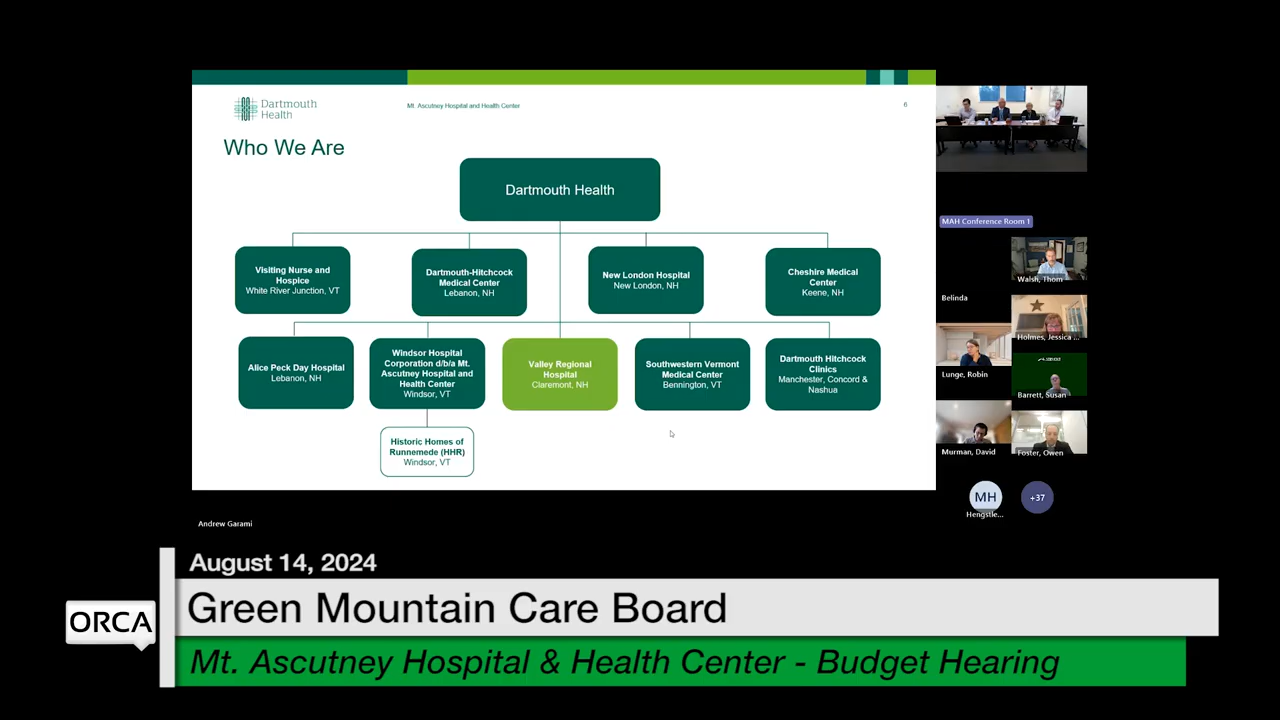 Dartmouth
Health
Mt. Ascutney Hospital and Health Center
6
Who We Are
Dartmouth Health
Visiting Nurse and
Hospice
White River Junction, VT
Dartmouth-Hitchcock
Medical Center
Lebanon, NH
New London Hospital
New London, NH
Cheshire Medical
Center
Keene, NH
Alice Peck Day Hospital
Lebanon, NH
Windsor Hospital
Corporation d/b/a Mt.
Ascutney Hospital and
Health Center
Windsor, VT
Valley Regional
Hospital
Claremont, NH
Southwestern Vermont
Medical Center
Bennington, VT
Dartmouth Hitchcock
Clinics
Manchester, Concord &
Nashua
Historic Homes of
Runnemede (HHR)
Windsor, VT
MAH Conference Room 1
Walsh, Thom
Belinda
Holmes, Jessica ...
Lunge, Robin
Barrett, Susan
Murman, David
Foster, Owen
MH
Hengstle...
+37
Andrew Garami
August 14, 2024
ORCA
Green Mountain Care Board
Mt. Ascutney Hospital & Health Center - Budget Hearing